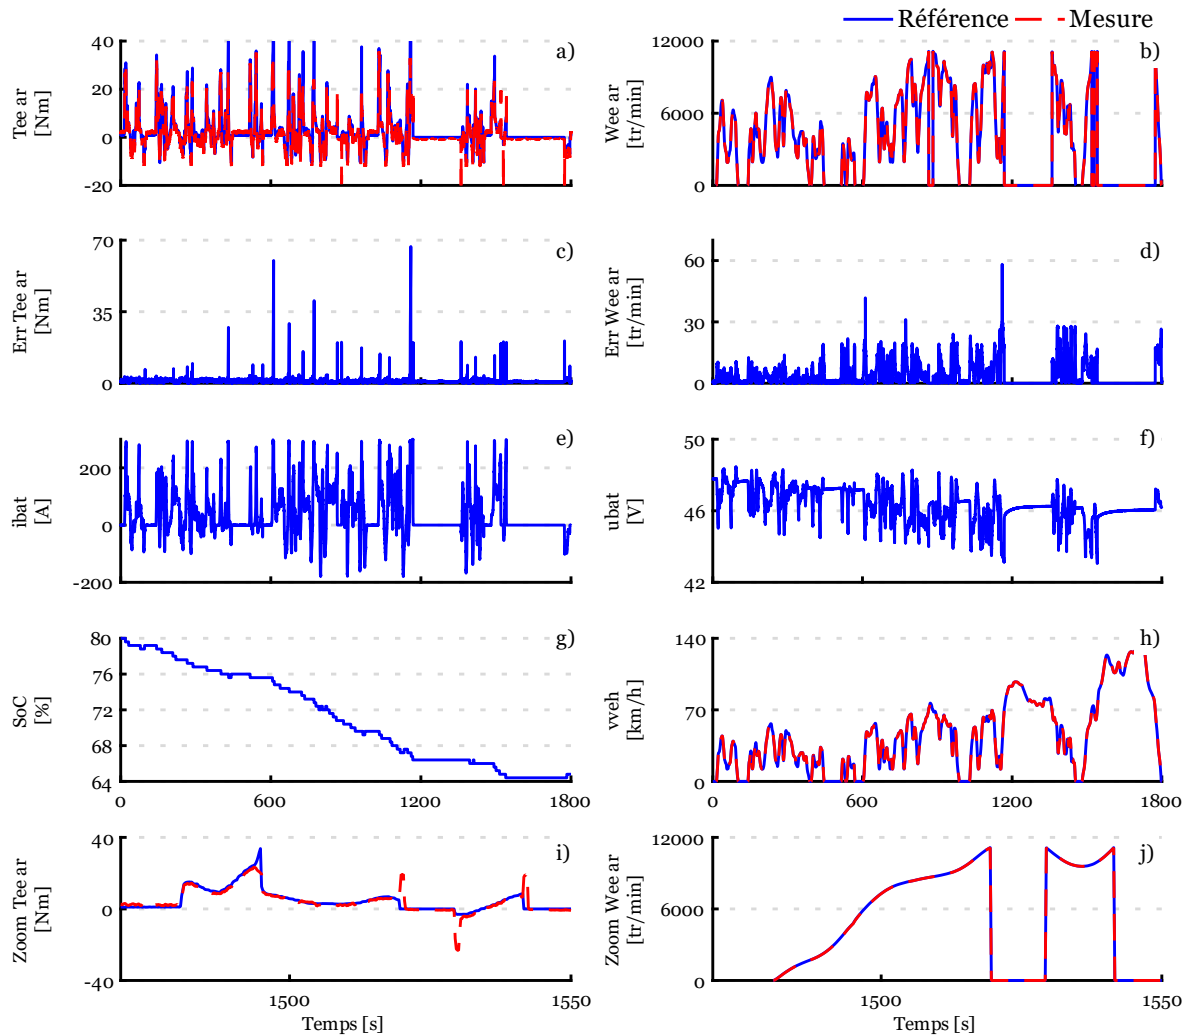 Référence Mesure
a)
40
20
0
-20
Tee ar
[Nm]
b)
12000
6000
0
Wee ar
[tr/min]
c)
70
35
0
Err Tee ar
[Nm]
d)
60
30
0
Err Wee ar
[tr/min]
e)
200
0
-200
ibat
[A]
f)
50
46
42
ubat
[V]
g)
80
76
72
68
64
SoC
[%]
0 600 1200 1800
h)
140
70
0
vveh
[km/h]
0 600 1200 1800
i)
40
0
-40
Zoom Tee ar
[Nm]
1500 1550
Temps [s]
j)
12000
6000
0
Zoom Wee ar
[tr/min]
1500 1550
Temps [s]